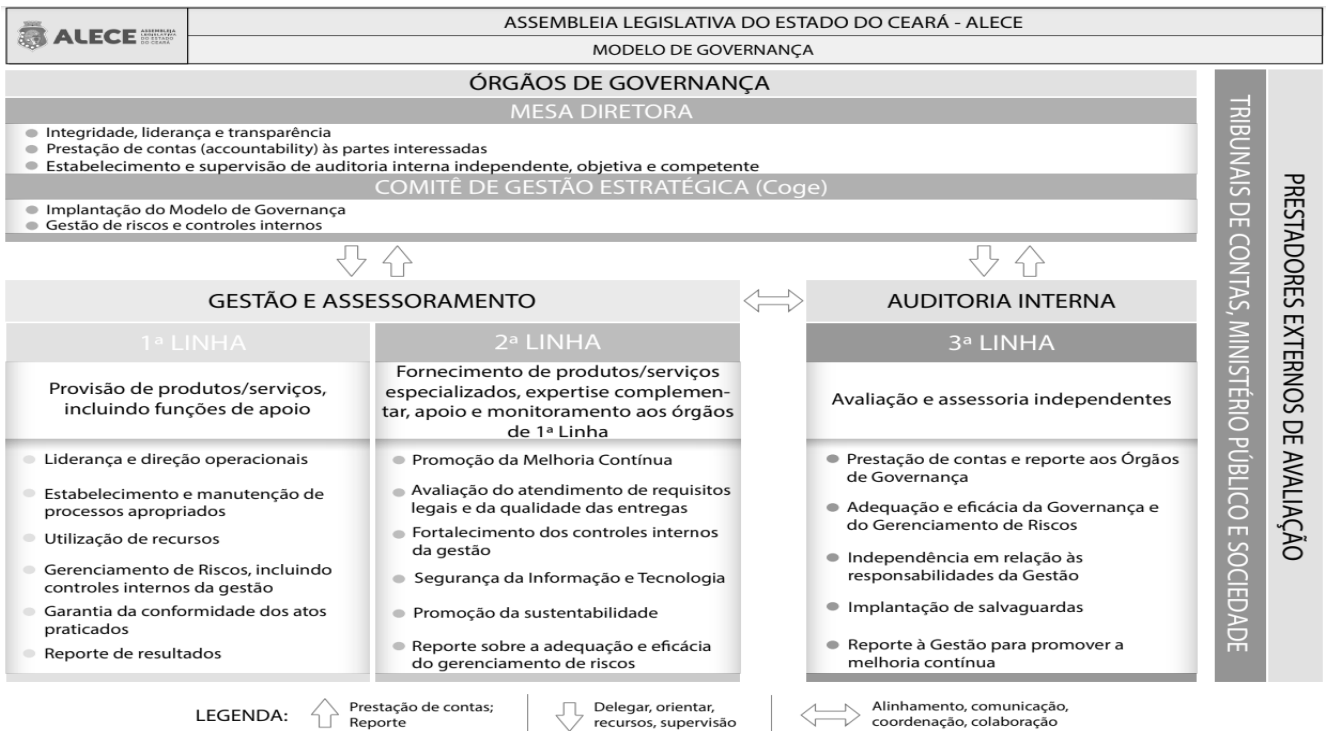 ALECE ASSEMBLEIA
LEGISLATIVA
DO ESTADO
DO CEARÁ
ASSEMBLEIA LEGISLATIVA DO ESTADO DO CEARÁ - ALECE
MODELO DE GOVERNANÇA
ÓRGÃOS DE GOVERNANÇA
MESA DIRETORA
Integridade, liderança e transparência
Prestação de contas (accountability) às partes interessadas
Estabelecimento e supervisão de auditoria interna independente, objetiva e competente
COMITÊ DE GESTÃO ESTRATÉGICA (Coge)
Implantação do Modelo de Governança
Gestão de riscos e controles internos
GESTÃO E ASSESSORAMENTO
1ª LINHA
Provisão de produtos/serviços,
incluindo funções de apoio
Liderança e direção operacionais
Estabelecimento e manutenção de
processos apropriados
Utilização de recursos
Gerenciamento de Riscos, incluindo
controles internos da gestão
Garantia da conformidade dos atos
praticados
Reporte de resultados
2ª LINHA
Fornecimento de produtos/serviços
especializados, expertise complemen-
tar, apoio e monitoramento aos órgãos
de 1ª Linha
Promoção da Melhoria Contínua
Avaliação do atendimento de requisitos
legais e da qualidade das entregas
Fortalecimento dos controles internos
da gestão
Segurança da Informação e Tecnologia
Promoção da sustentabilidade
Reporte sobre a adequação e eficácia
do gerenciamento de riscos
AUDITORIA INTERNA
3ª LINHA
Avaliação e assessoria independentes
Prestação de contas e reporte aos Órgãos
de Governança
Adequação e eficácia da Governança e
do Gerenciamento de Riscos
Independência em relação às
responsabilidades da Gestão
Implantação de salvaguardas
Reporte à Gestão para promover a
melhoria contínua
TRIBUNAIS DE CONTAS, MINISTÉRIO PÚBLICO E SOCIEDADE
PRESTADORES EXTERNOS DE AVALIAÇÃO
LEGENDA:
Prestação de contas;
Reporte
Delegar, orientar,
recursos, supervisão
Alinhamento, comunicação,
coordenação, colaboração